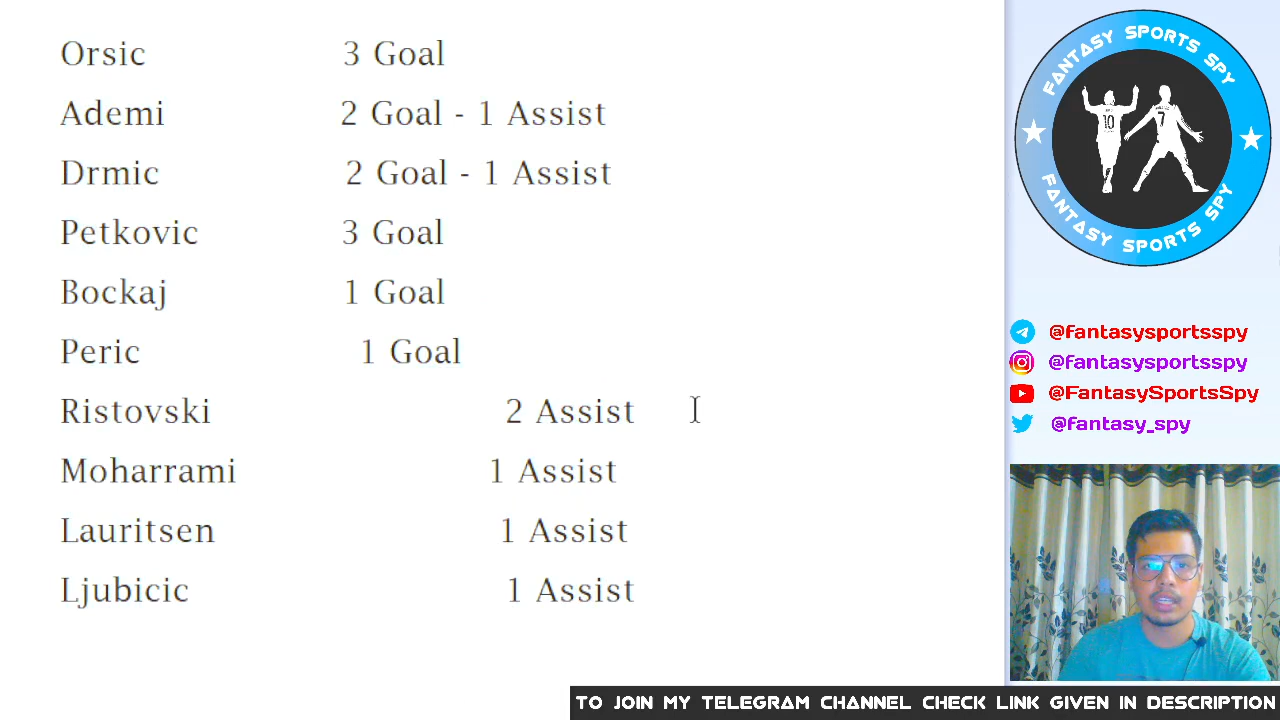 Orsic 3 Goal
Ademi 2 Goal - 1 Assist
Drmic 2 Goal - 1 Assist
Petkovic 3 Goal
Bockaj 1 Goal
Peric 1 Goal
Ristovski 2 Assist
Moharrami 1 Assist
Lauritsen 1 Assist
Ljubicic 1 Assist
FANTASY SPORTS SPY
10
7
FANTASY SPORTS SPY
@fantasysportsspy
@fantasysportsspy
@FantasySportsSpy
@fantasy_spy
TO JOIN MY TELEGRAM CHANNEL CHECK LINK GIVEN IN DESCRIPTION